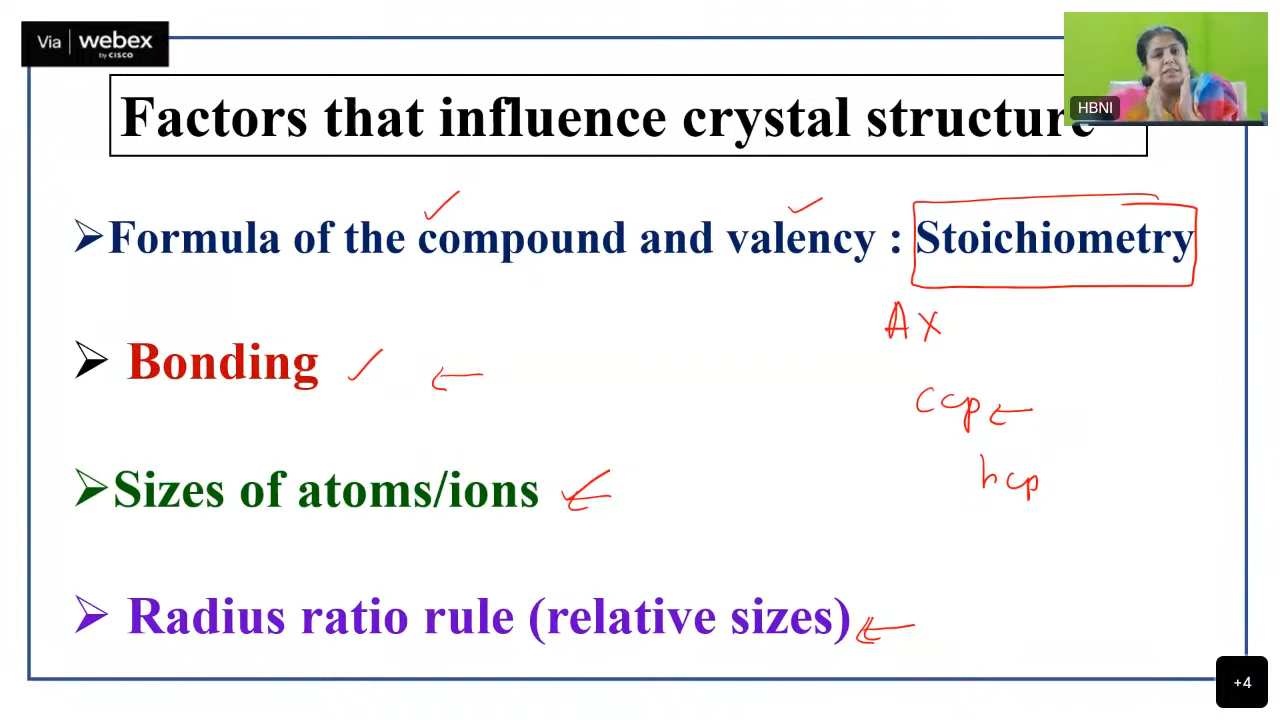 Via webex
by CISCO
HBNI
Factors that influence crystal structure
➢Formula of the compound and valency : Stoichiometry
AX
➢ Bonding
ccp
hcp
➢Sizes of atoms/ions
➢ Radius ratio rule (relative sizes)
+4